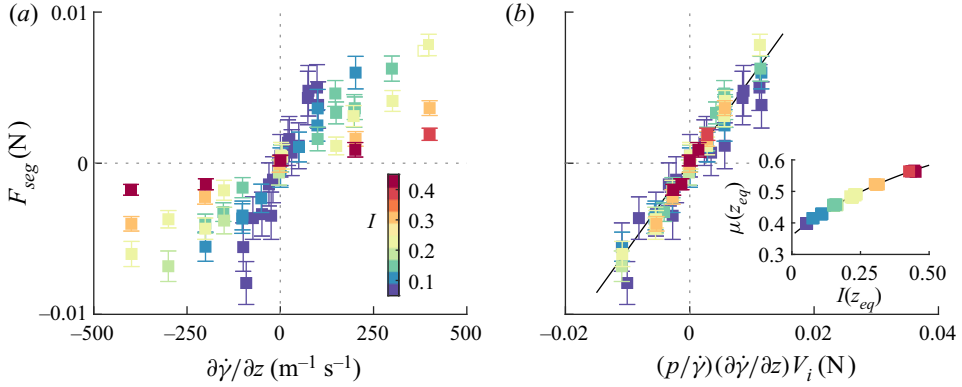 (a)
0.01
0
−0.01
F_seg (N)
−500
−250
0
250
500
∂γ̇/∂z (m⁻¹ s⁻¹)
I
0.4
0.3
0.2
0.1
(b)
−0.02
0
0.02
0.04
(p/γ̇)(∂γ̇/∂z)V_i (N)
0.6
0.5
0.4
0.3
μ(z_eq)
0
0.25
0.50
I(z_eq)